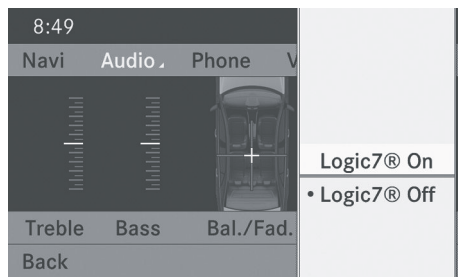 8:49
Navi Audio Phone V
Logic7® On
• Logic7® Off
Treble Bass Bal./Fad.
Back